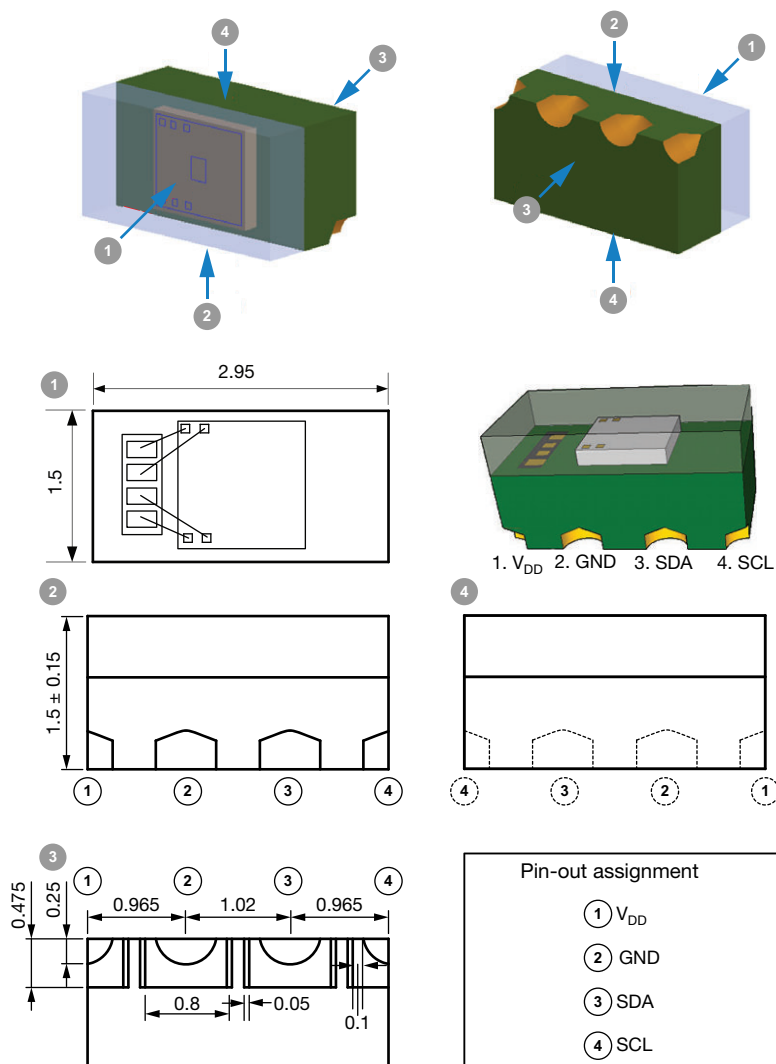 4
3
1
2
2
1
3
4
1
2.95
1.5
1. VDD 2. GND 3. SDA 4. SCL
2
1.5 ± 0.15
1 2 3 4
4
4 3 2 1
3
1 2 3 4
0.475
0.25
0.965 1.02 0.965
0.8
0.05
0.1
Pin-out assignment
1 VDD
2 GND
3 SDA
4 SCL